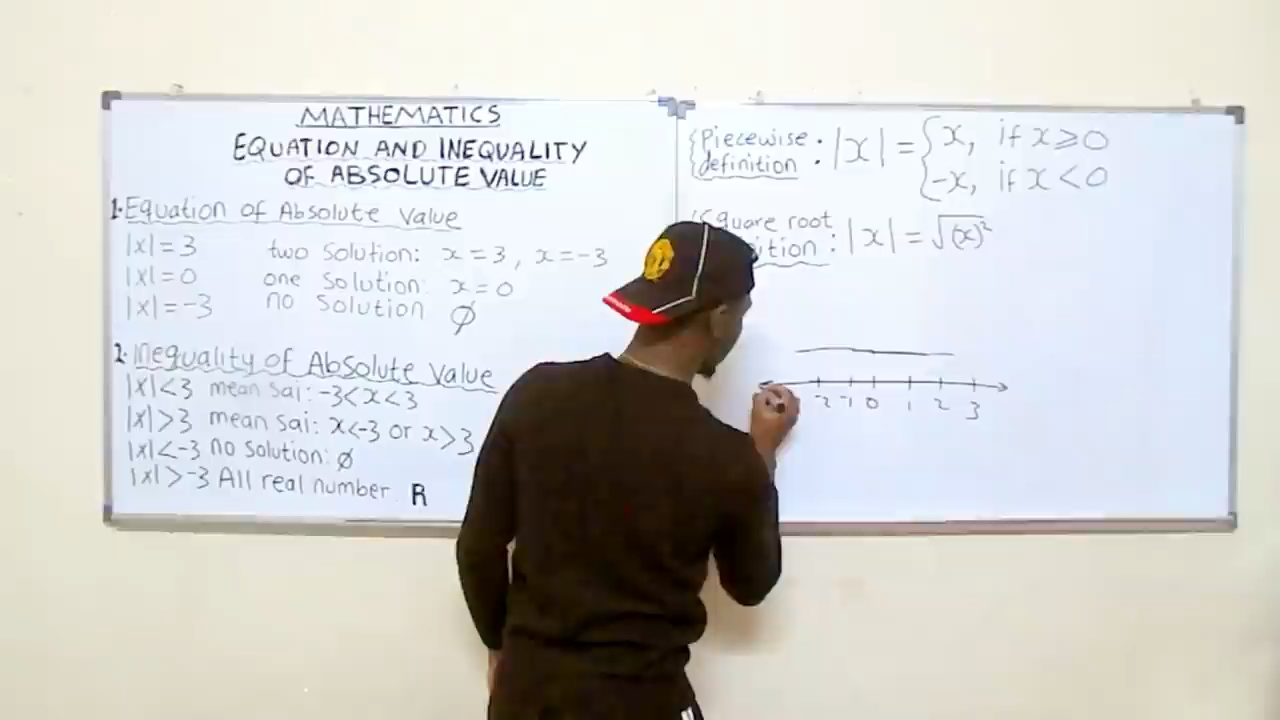 MATHEMATICS
EQUATION AND INEQUALITY
OF ABSOLUTE VALUE
1. Equation of Absolute Value
|x| = 3 two solution: x = 3, x = -3
|x| = 0 one solution: x = 0
|x| = -3 no solution ∅
2. Inequality of Absolute Value
|x| < 3 mean sai: -3 < x < 3
|x| > 3 mean sai: x < -3 or x > 3
|x| < -3 no solution: ∅
|x| > -3 All real number R
Piecewise definition: |x| = { x, if x ⩾ 0
-x, if x < 0
Square root
: |x| = √(x)²
-2 -1 0 1 2 3